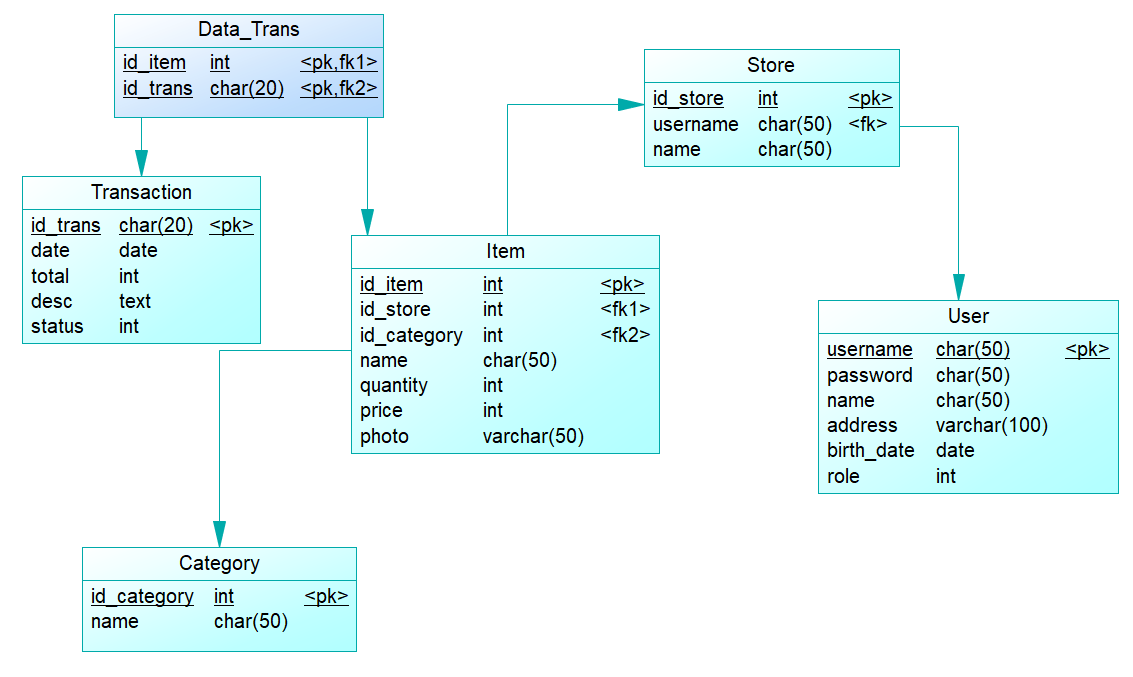 Data_Trans
id_item int <pk,fk1>
id_trans char(20) <pk,fk2>
Store
id_store int <pk>
username char(50) <fk>
name char(50)
Transaction
id_trans char(20) <pk>
date date
total int
desc text
status int
Item
id_item int <pk>
id_store int <fk1>
id_category int <fk2>
name char(50)
quantity int
price int
photo varchar(50)
User
username char(50) <pk>
password char(50)
name char(50)
address varchar(100)
birth_date date
role int
Category
id_category int <pk>
name char(50)